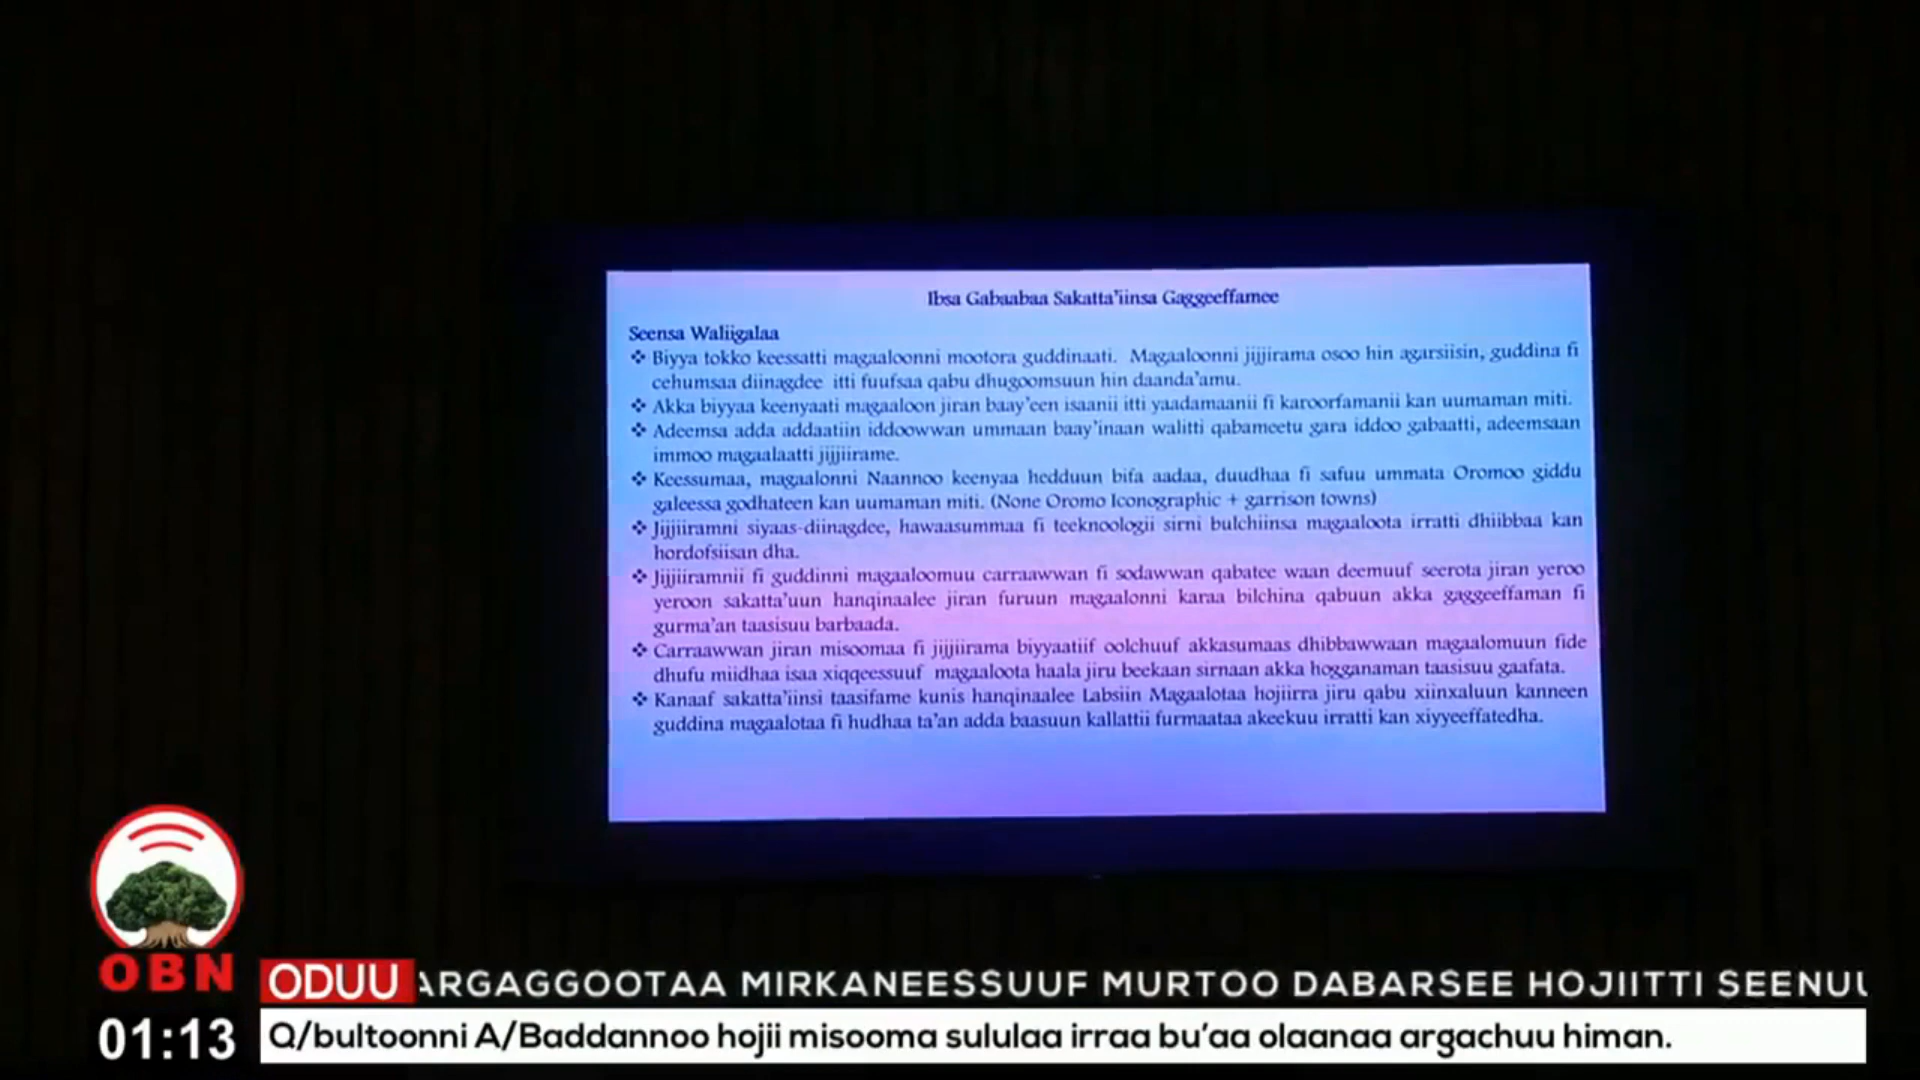 Ibsa Gabaabaa Sakatta'iinsa Gaggeeffamee
Seensa Waliigalaa
❖ Biyya tokko keessatti magaaloonni mootora guddinaati. Magaaloonni jijjirama osoo hin agarsiisin, guddina fi
cehumsaa diinagdee itti fuufsaa qabu dhugoomsuun hin daanda'amu.
❖ Akka biyyaa keenyaati magaaloon jiran baay'een isaanii itti yaadamaanii fi karoorfamanii kan uumaman miti.
❖ Adeemsa adda addaatiin iddoowwan ummaan baay'inaan walitti qabameetu gara iddoo gabaatti, adeemsaan
immoo magaalaatti jijjiirame.
❖ Keessumaa, magaalonni Naannoo keenyaa hedduun bifa aadaa, duudhaa fi safuu ummata Oromoo giddu
galeessa godhateen kan uumaman miti. (None Oromo Iconographic + garrison towns)
❖ Jijjiiramni siyaas-diinagdee, hawaasummaa fi teeknoologii sirni bulchiinsa magaaloota irratti dhiibbaa kan
hordofsiisan dha.
❖ Jijjiiramnii fi guddinni magaaloomuu carraawwan fi sodawwan qabatee waan deemuuf seerota jiran yeroo
yeroon sakatta'uun hanqinaalee jiran furuun magaalonni karaa bilchina qabuun akka gaggeeffaman fi
gurma'an taasisuu barbaada.
❖ Carraawwan jiran misoomaa fi jijjiirama biyyaatiif oolchuuf akkasumaas dhibbawwaan magaalomuun fide
dhufu miidhaa isaa xiqqeessuuf magaaloota haala jiru beekaan sirnaan akka hogganaman taasisuu gaafata.
❖ Kanaaf sakatta'iinsi taasifame kunis hanqinaalee Labsiin Magaalotaa hojiirra jiru qabu xiinxaluun kanneen
guddina magaalotaa fi hudhaa ta'an adda baasuun kallattii furmaataa akeekuu irratti kan xiyyeeffatedha.
OBN
ODUU ARGAGGOOTAA MIRKANEESSUUF MURTOO DABARSEE HOJIITTI SEENUU
01:13
Q/bultoonni A/Baddannoo hojii misooma sululaa irraa bu'aa olaanaa argachuu himan.